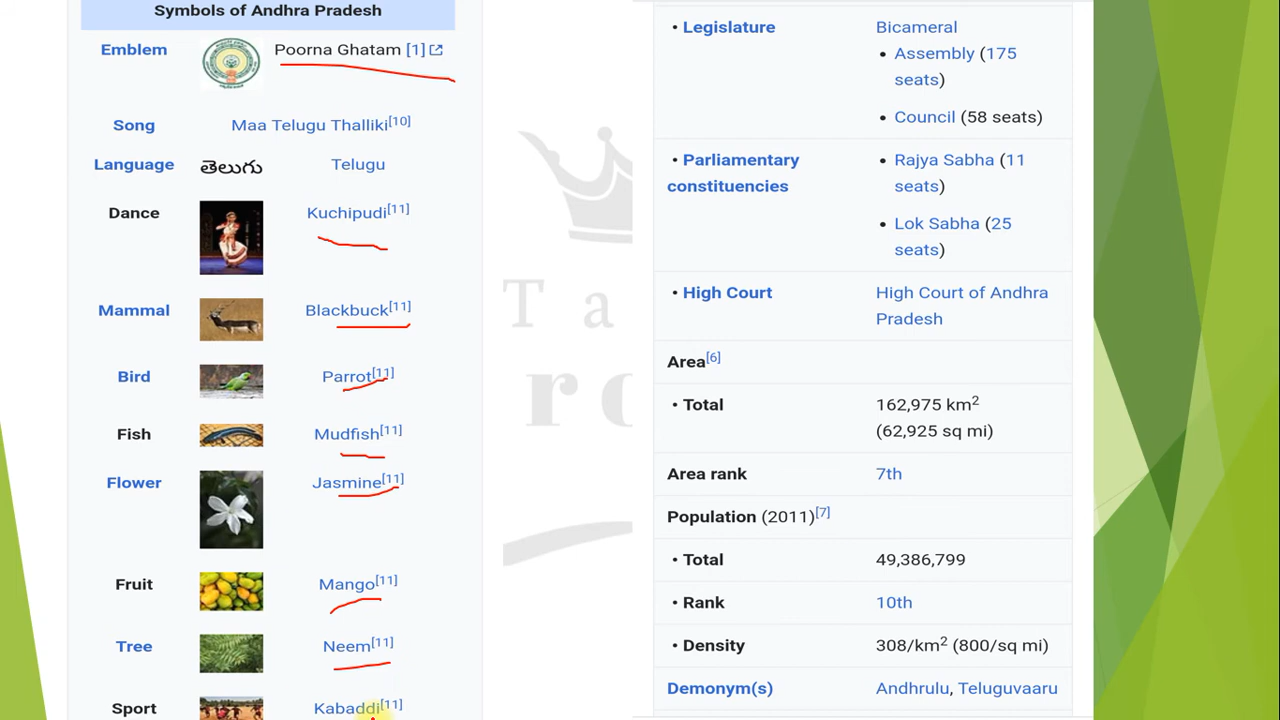 Symbols of Andhra Pradesh
Emblem Poorna Ghatam [1]
Song Maa Telugu Thalliki[10]
Language తెలుగు Telugu
Dance Kuchipudi[11]
Mammal Blackbuck[11]
Bird Parrot[11]
Fish Mudfish[11]
Flower Jasmine[11]
Fruit Mango[11]
Tree Neem[11]
Sport Kabaddi[11]
T a
r
• Legislature Bicameral
• Assembly (175
seats)
• Council (58 seats)
• Parliamentary
constituencies
• Rajya Sabha (11
seats)
• Lok Sabha (25
seats)
• High Court High Court of Andhra
Pradesh
Area[6]
• Total 162,975 km2
(62,925 sq mi)
Area rank 7th
Population (2011)[7]
• Total 49,386,799
• Rank 10th
• Density 308/km2 (800/sq mi)
Demonym(s) Andhrulu, Teluguvaaru